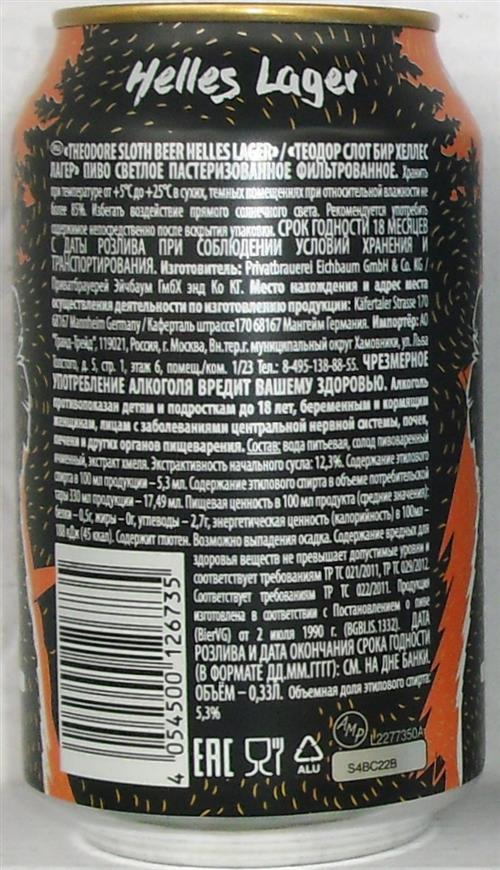 Helles Lager
«THEODORE SLOTH BEER HELLES LAGER» / «ТЕОДОР СЛОТ БИР ХЕЛЛЕС
ЛАГЕР» ПИВО СВЕТЛОЕ ПАСТЕРИЗОВАННОЕ ФИЛЬТРОВАННОЕ. Хранить
при температуре от +5°С до +25°С в сухих, темных помещениях при относительной влажности не
более 85%. Избегать воздействие прямого солнечного света. Рекомендуется употребить
содержимое непосредственно после вскрытия упаковки. СРОК ГОДНОСТИ 18 МЕСЯЦЕВ
С ДАТЫ РОЗЛИВА ПРИ СОБЛЮДЕНИИ УСЛОВИЙ ХРАНЕНИЯ И
ТРАНСПОРТИРОВАНИЯ. Изготовитель: Privatbrauerei Eichbaum GmbH & Co. KG /
Приватбрауерей Эйчбаум ГмбХ энд Ко КГ. Место нахождения и адрес места
осуществления деятельности по изготовлению продукции: Käfertaler Strasse 170
68167 Mannheim Germany / Каферталь штрассе 170 68167 Мангейм Германия. Импортёр: АО
"Гранд-Трейд", 119021, Россия, г. Москва, Вн.тер.г. муниципальный округ Хамовники, ул. Льва
Толстого, д. 5, стр. 1, этаж 6, помещ./ком. 1/23 Тел.: 8-495-138-88-55. ЧРЕЗМЕРНОЕ
УПОТРЕБЛЕНИЕ АЛКОГОЛЯ ВРЕДИТ ВАШЕМУ ЗДОРОВЬЮ. Алкоголь
противопоказан детям и подросткам до 18 лет, беременным и кормящим
женщинам, лицам с заболеваниями центральной нервной системы, почек,
печени и других органов пищеварения. Состав: вода питьевая, солод пивоваренный
ячменный, экстракт хмеля. Экстрактивность начального сусла: 12,3%. Содержание этилового
спирта в 100 мл продукции – 5,3 мл. Содержание этилового спирта в объеме потребительской
тары 330 мл продукции – 17,49 мл. Пищевая ценность в 100 мл продукта (средние значения):
белки – 0,5г, жиры – 0г, углеводы – 2,7г, энергетическая ценность (калорийность) в 100мл –
188 кДж (45 ккал). Содержит глютен. Возможно выпадения осадка. Содержание вредных для
здоровья веществ не превышает допустимые уровни и
соответствует требованиям ТР ТС 021/2011, ТР ТС 029/2012.
Соответствует требованиям ТР ТС 022/2011. Продукция
изготовлена в соответствии с Постановлением о пиве
(BierVG) от 2 июля 1990 г. (BGBLIS.1332). ДАТА
РОЗЛИВА И ДАТА ОКОНЧАНИЯ СРОКА ГОДНОСТИ
(В ФОРМАТЕ ДД.ММ.ГГГГ): СМ. НА ДНЕ БАНКИ.
ОБЪЁМ – 0,33Л. Объемная доля этилового спирта:
5,3%
4 054500 126735
EAC
ALU
AMP
L2277350A
S4BC22B